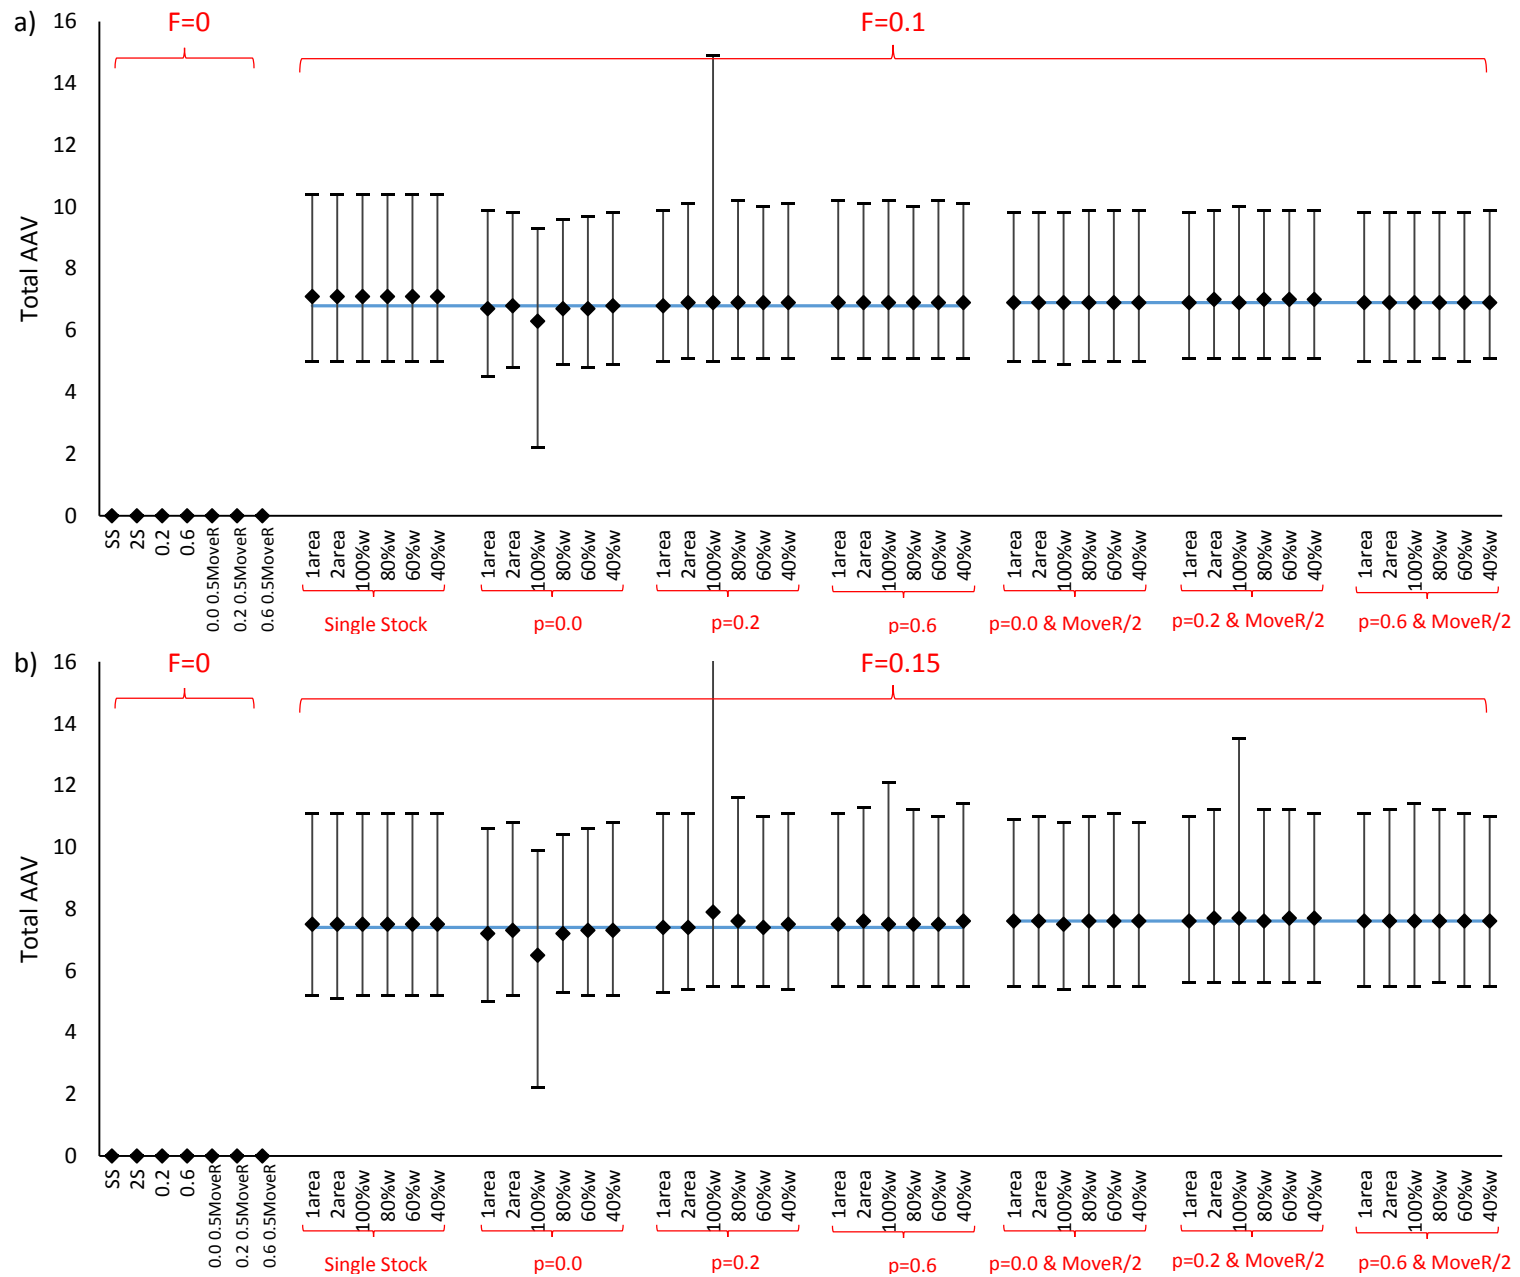 a)
F=0
F=0.1
16
14
12
10
8
6
4
2
0
Total AAV
SS
2S
0.2
0.6
0.0 0.5MoveR
0.2 0.5MoveR
0.6 0.5MoveR
1area
2area
100%w
80%w
60%w
40%w
1area
2area
100%w
80%w
60%w
40%w
1area
2area
100%w
80%w
60%w
40%w
1area
2area
100%w
80%w
60%w
40%w
1area
2area
100%w
80%w
60%w
40%w
1area
2area
100%w
80%w
60%w
40%w
1area
2area
100%w
80%w
60%w
40%w
Single Stock
p=0.0
p=0.2
p=0.6
p=0.0 & MoveR/2
p=0.2 & MoveR/2
p=0.6 & MoveR/2
b)
F=0
F=0.15
16
14
12
10
8
6
4
2
0
Total AAV
SS
2S
0.2
0.6
0.0 0.5MoveR
0.2 0.5MoveR
0.6 0.5MoveR
1area
2area
100%w
80%w
60%w
40%w
1area
2area
100%w
80%w
60%w
40%w
1area
2area
100%w
80%w
60%w
40%w
1area
2area
100%w
80%w
60%w
40%w
1area
2area
100%w
80%w
60%w
40%w
1area
2area
100%w
80%w
60%w
40%w
1area
2area
100%w
80%w
60%w
40%w
Single Stock
p=0.0
p=0.2
p=0.6
p=0.0 & MoveR/2
p=0.2 & MoveR/2
p=0.6 & MoveR/2